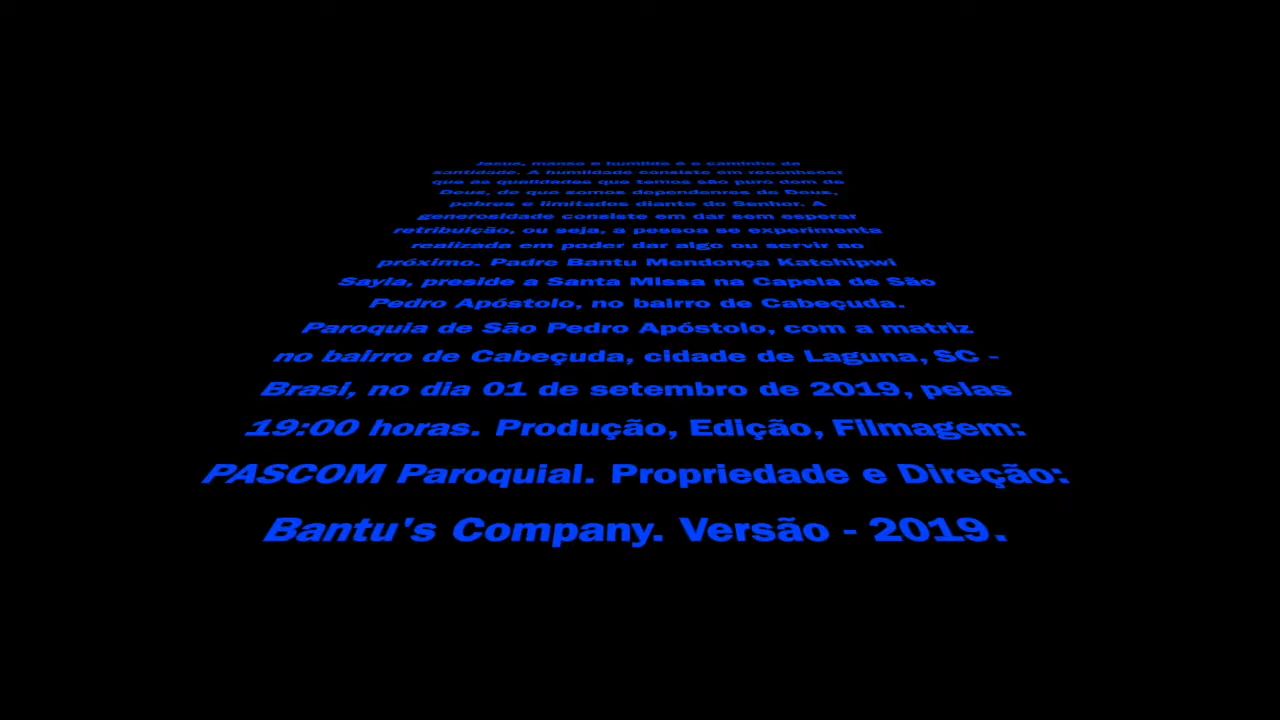 Jesus, manso e humilde é o caminho da
santidade. A humildade consiste em reconhecer
que as qualidades que temos são puro dom de
Deus, de que somos dependentes de Deus,
pobres e limitados diante do Senhor. A
generosidade consiste em dar sem esperar
retribuição, ou seja, a pessoa se experimenta
realizada em poder dar algo ou servir ao
próximo. Padre Bantu Mendonça Katchipwi
Sayla, preside a Santa Missa na Capela de São
Pedro Apóstolo, no bairro de Cabeçuda.
Paroquia de São Pedro Apóstolo, com a matriz
no bairro de Cabeçuda, cidade de Laguna, SC -
Brasi, no dia 01 de setembro de 2019, pelas
19:00 horas. Produção, Edição, Filmagem:
PASCOM Paroquial. Propriedade e Direção:
Bantu's Company. Versão - 2019.